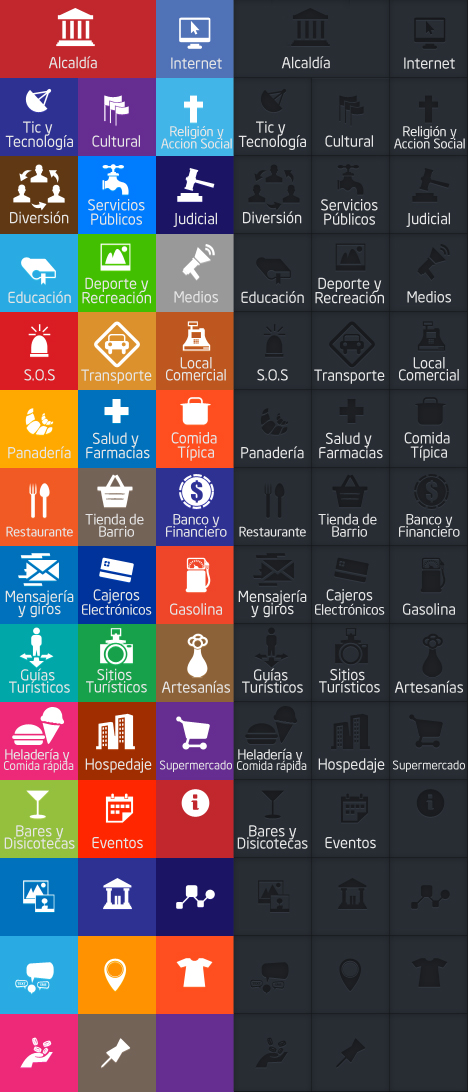 Alcaldía
Internet
Alcaldía
Internet
Tic y
Tecnología
Cultural
Religión y
Accion Social
Tic y
Tecnología
Cultural
Religión y
Accion Social
Diversión
Servicios
Públicos
Judicial
Diversión
Servicios
Públicos
Judicial
Educación
Deporte y
Recreación
Medios
Educación
Deporte y
Recreación
Medios
S.O.S
Transporte
Local
Comercial
S.O.S
Transporte
Local
Comercial
Panadería
Salud y
Farmacias
Comida
Típica
Panadería
Salud y
Farmacias
Comida
Típica
Restaurante
Tienda de
Barrio
Banco y
Financiero
Restaurante
Tienda de
Barrio
Banco y
Financiero
Mensajería
y giros
Cajeros
Electrónicos
Gasolina
Mensajería
y giros
Cajeros
Electrónicos
Gasolina
Guías
Turísticos
Sitios
Turísticos
Artesanías
Guías
Turísticos
Sitios
Turísticos
Artesanías
Heladería y
Comida rápida
Hospedaje
Supermercado
Heladería y
Comida rápida
Hospedaje
Supermercado
Bares y
Disicotecas
Eventos
Bares y
Disicotecas
Eventos